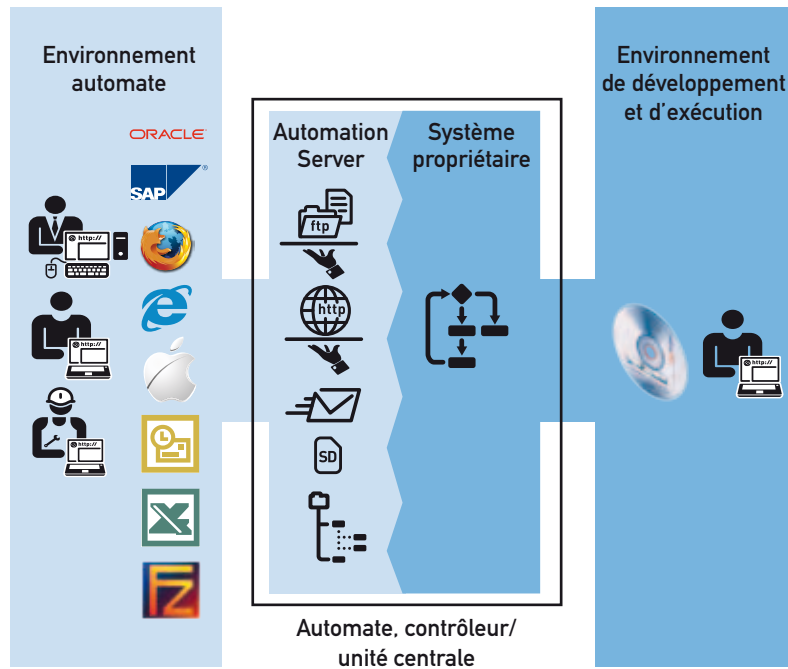 Environnement
automate
ORACLE
SAP
®
http://
http://
http://
Automation
Server
ftp
http
SD
Système
propriétaire
Automate, contrôleur/
unité centrale
Environnement
de développement
et d'exécution
http://
FZ